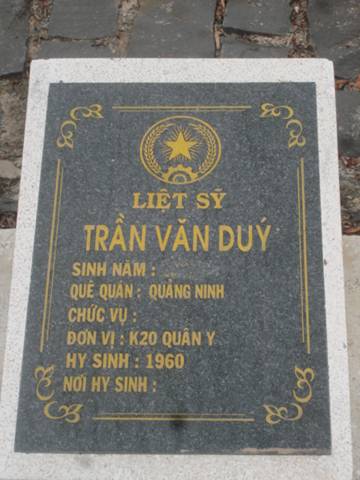 LIỆT SỸ
TRẦN VĂN DUÝ
SINH NĂM :
QUÊ QUÁN : QUẢNG NINH
CHỨC VỤ :
ĐƠN VỊ : K20 QUÂN Y
HY SINH : 1960
NƠI HY SINH :